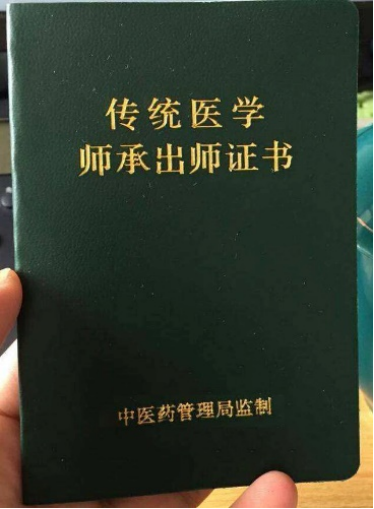 传统医学
师承出师证书
中医药管理局监制